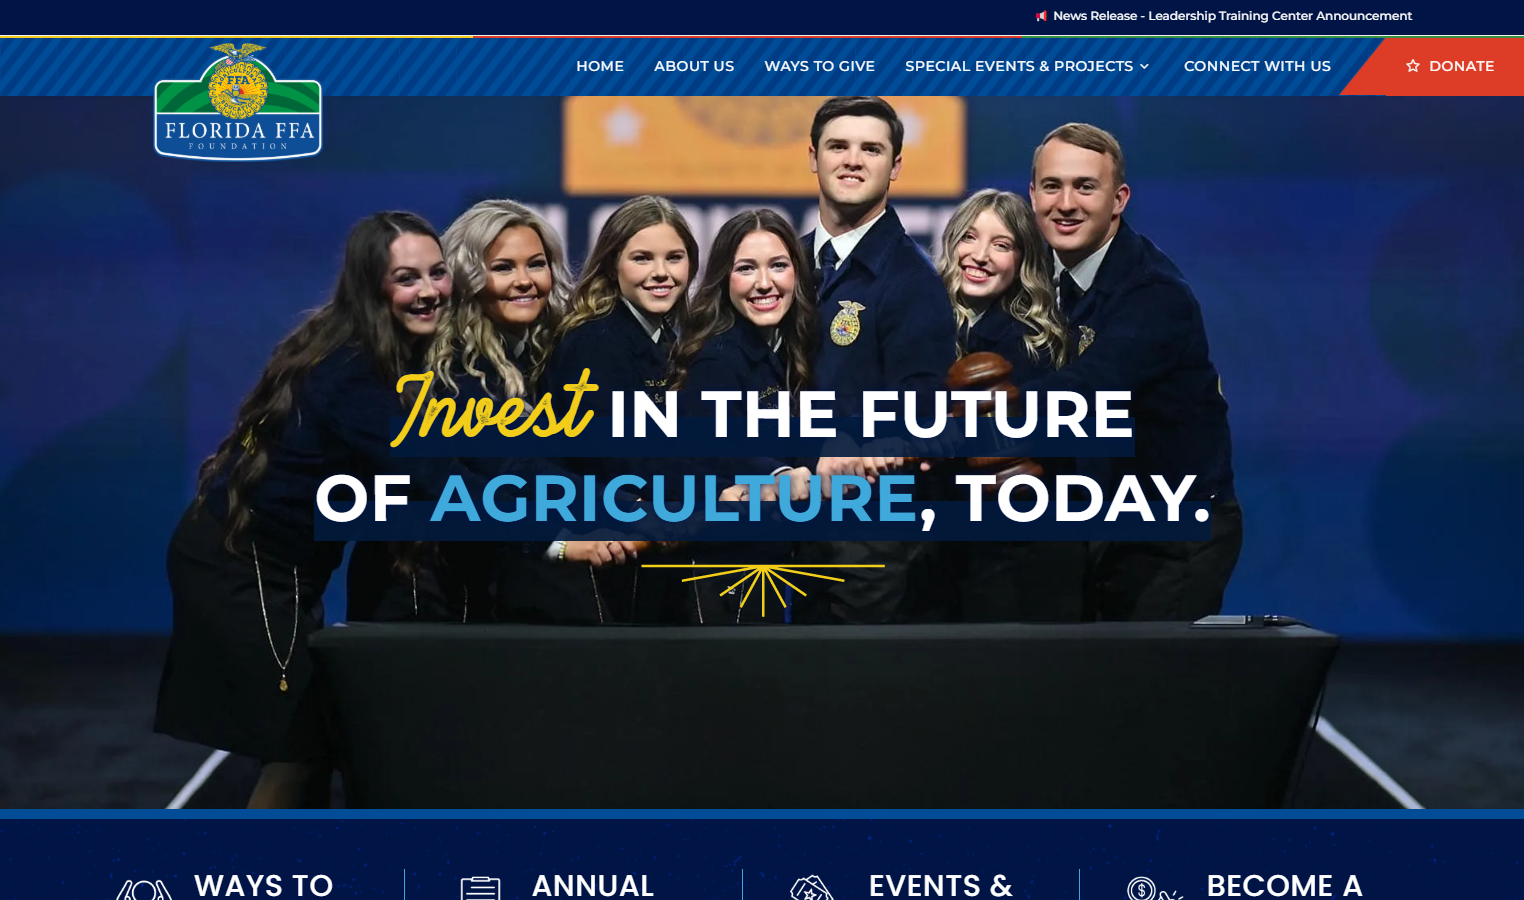 News Release - Leadership Training Center Announcement
HOME
ABOUT US
WAYS TO GIVE
SPECIAL EVENTS & PROJECTS
CONNECT WITH US
DONATE
FFA
FLORIDA FFA
FOUNDATION
Invest IN THE FUTURE
OF AGRICULTURE, TODAY.
WAYS TO
ANNUAL
EVENTS &
BECOME A